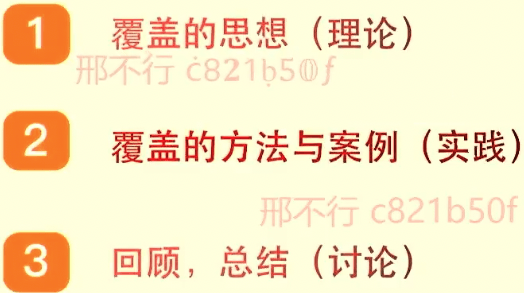 1 覆盖的思想（理论）
邢不行 ċ821ḅ5𝕆ƒ
2 覆盖的方法与案例（实践）
邢不行 c821b50f
3 回顾，总结（讨论）